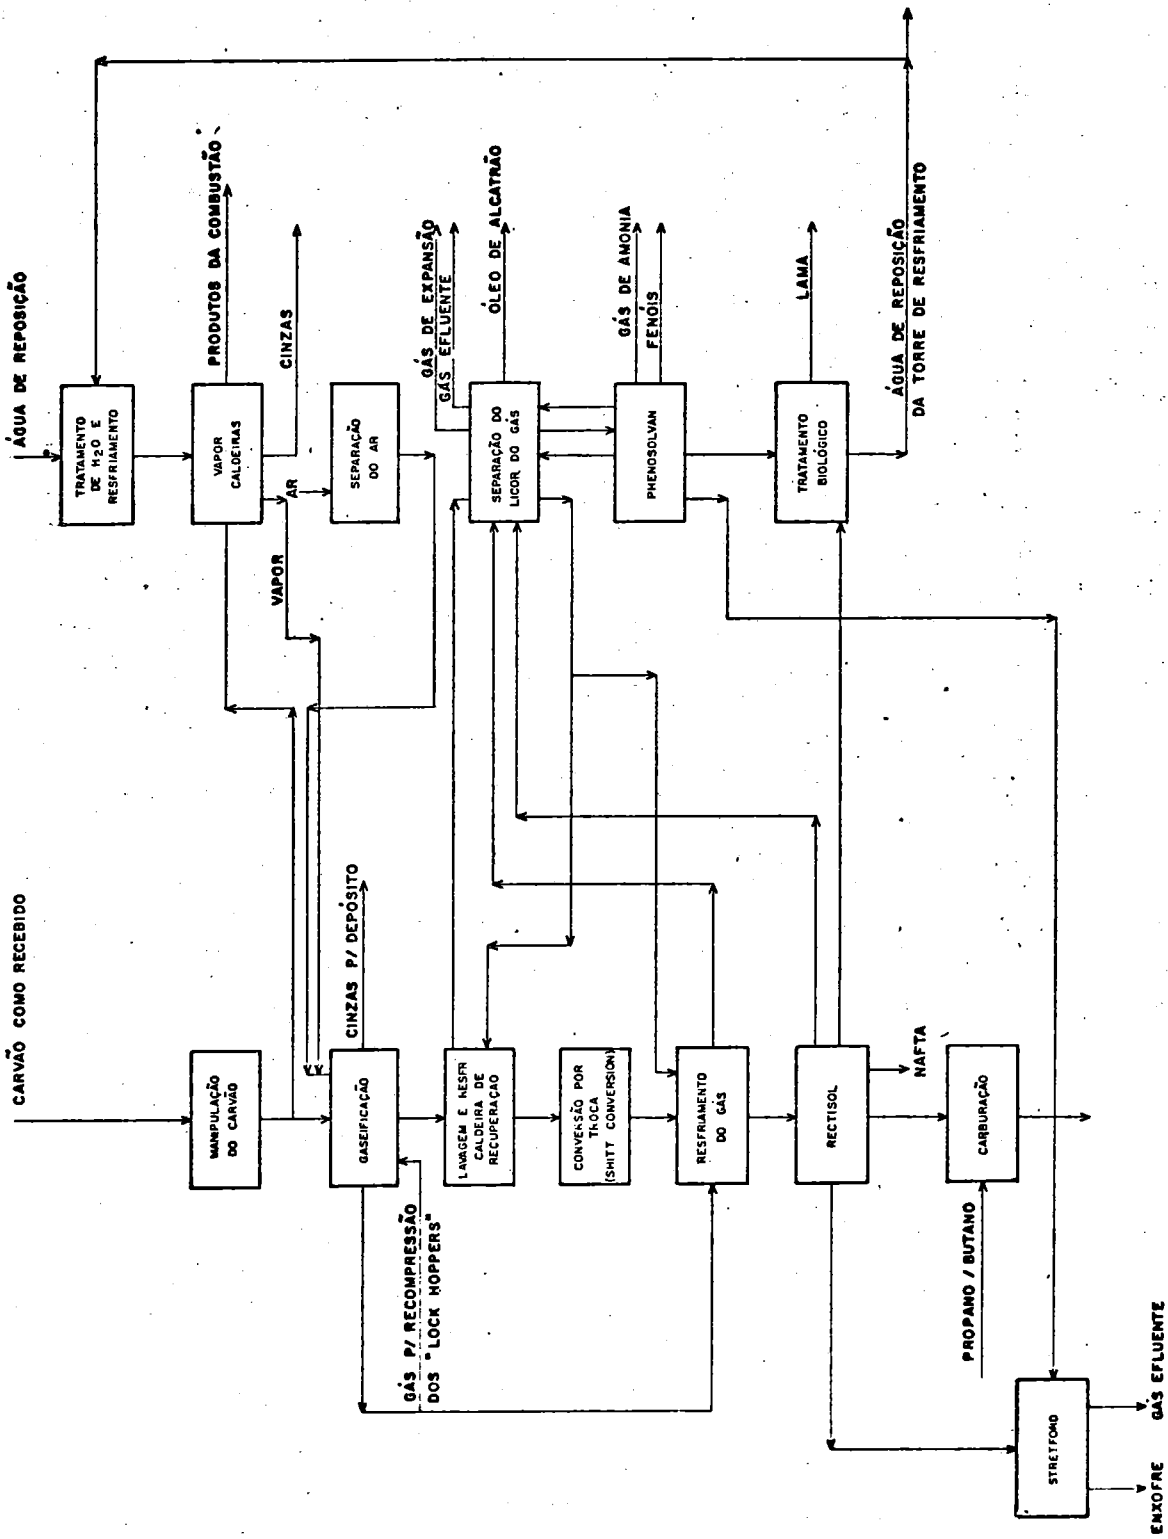 CARVÃO COMO RECEBIDO
MANIPULAÇÃO
DO CARVÃO
GASEIFICAÇÃO
CINZAS P/ DEPÓSITO
GÁS P/ RECOMPRESSÃO
DOS "LOCK HOPPERS"
LAVAGEM E RESFR
CALDEIRA DE
RECUPERAÇAO
CONVERSÃO POR
TROCA
(SHITT CONVERSION)
RESFRIAMENTO
DO GÁS
RECTISOL
NAFTA
CARBURAÇÃO
PROPANO / BUTANO
STRETFORD
ENXOFRE
GÁS EFLUENTE
ÁGUA DE REPOSIÇÃO
TRATAMENTO
DE H2O E
RESFRIAMENTO
VAPOR
CALDEIRAS
PRODUTOS DA COMBUSTÃO
CINZAS
VAPOR
AR
SEPARAÇÃO
DO AR
GÁS DE EXPANSÃO
GÁS EFLUENTE
SEPARAÇÃO DO
LICOR DO GÁS
ÓLEO DE ALCATRÃO
PHENOSOLVAN
GÁS DE AMONIA
FENÓIS
TRATAMENTO
BIOLÓGICO
LAMA
ÁGUA DE REPOSIÇÃO
DA TORRE DE RESFRIAMENTO